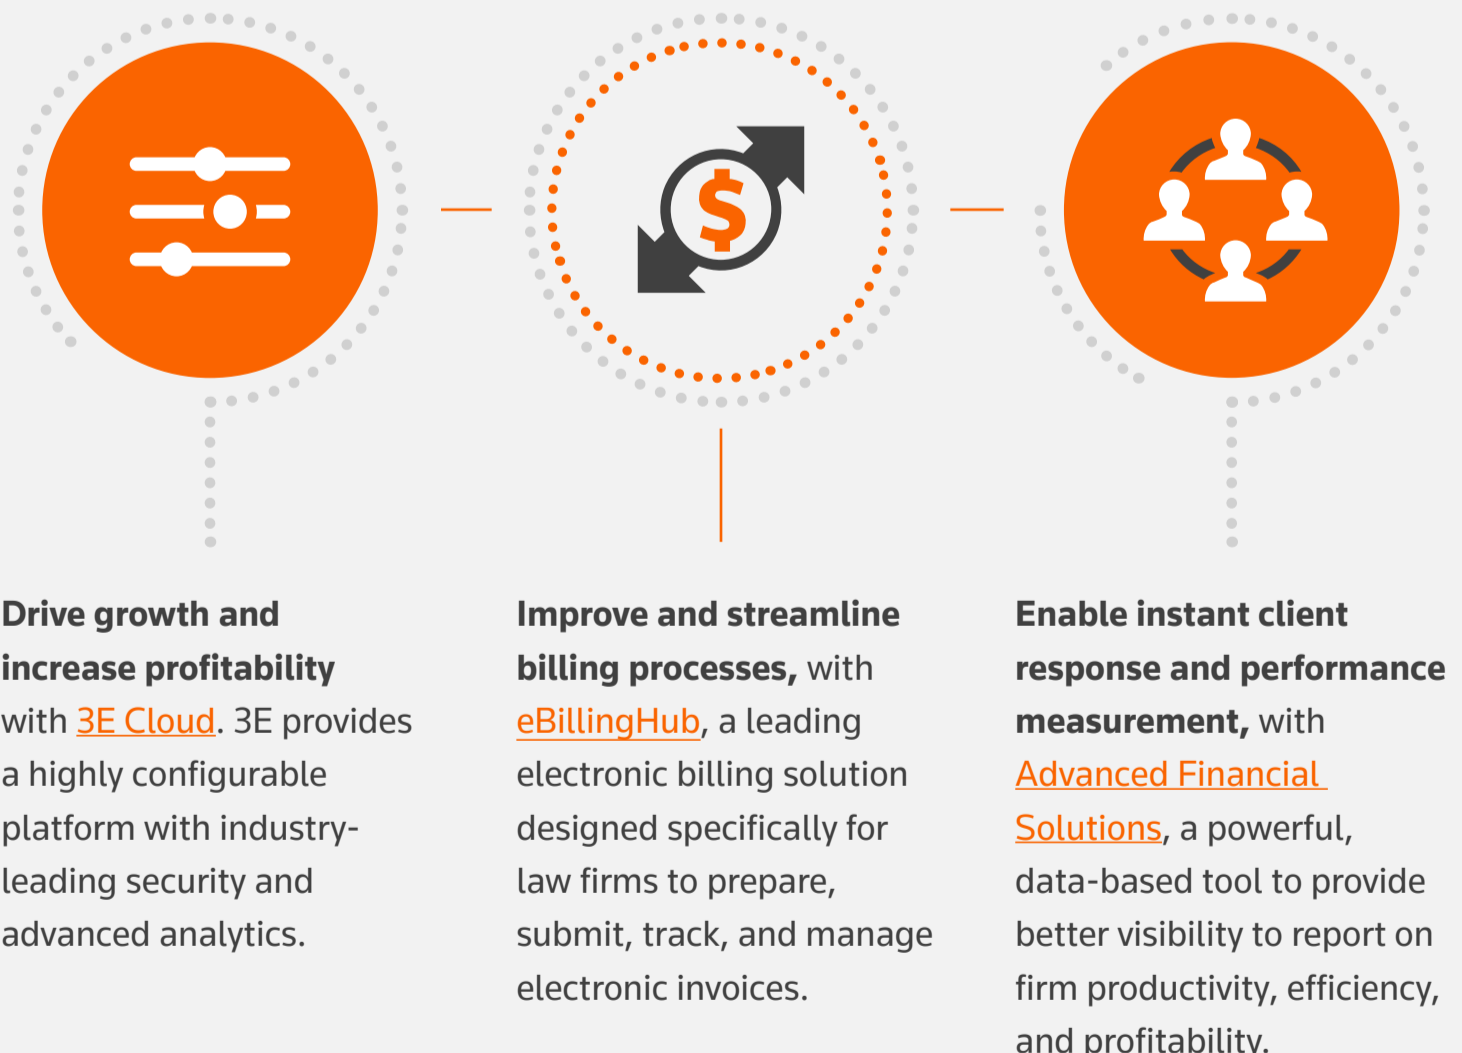 Drive growth and
increase profitability
with 3E Cloud. 3E provides
a highly configurable
platform with industry-
leading security and
advanced analytics.
Improve and streamline
billing processes, with
eBillingHub, a leading
electronic billing solution
designed specifically for
law firms to prepare,
submit, track, and manage
electronic invoices.
Enable instant client
response and performance
measurement, with
Advanced Financial
Solutions, a powerful,
data-based tool to provide
better visibility to report on
firm productivity, efficiency,
and profitability.